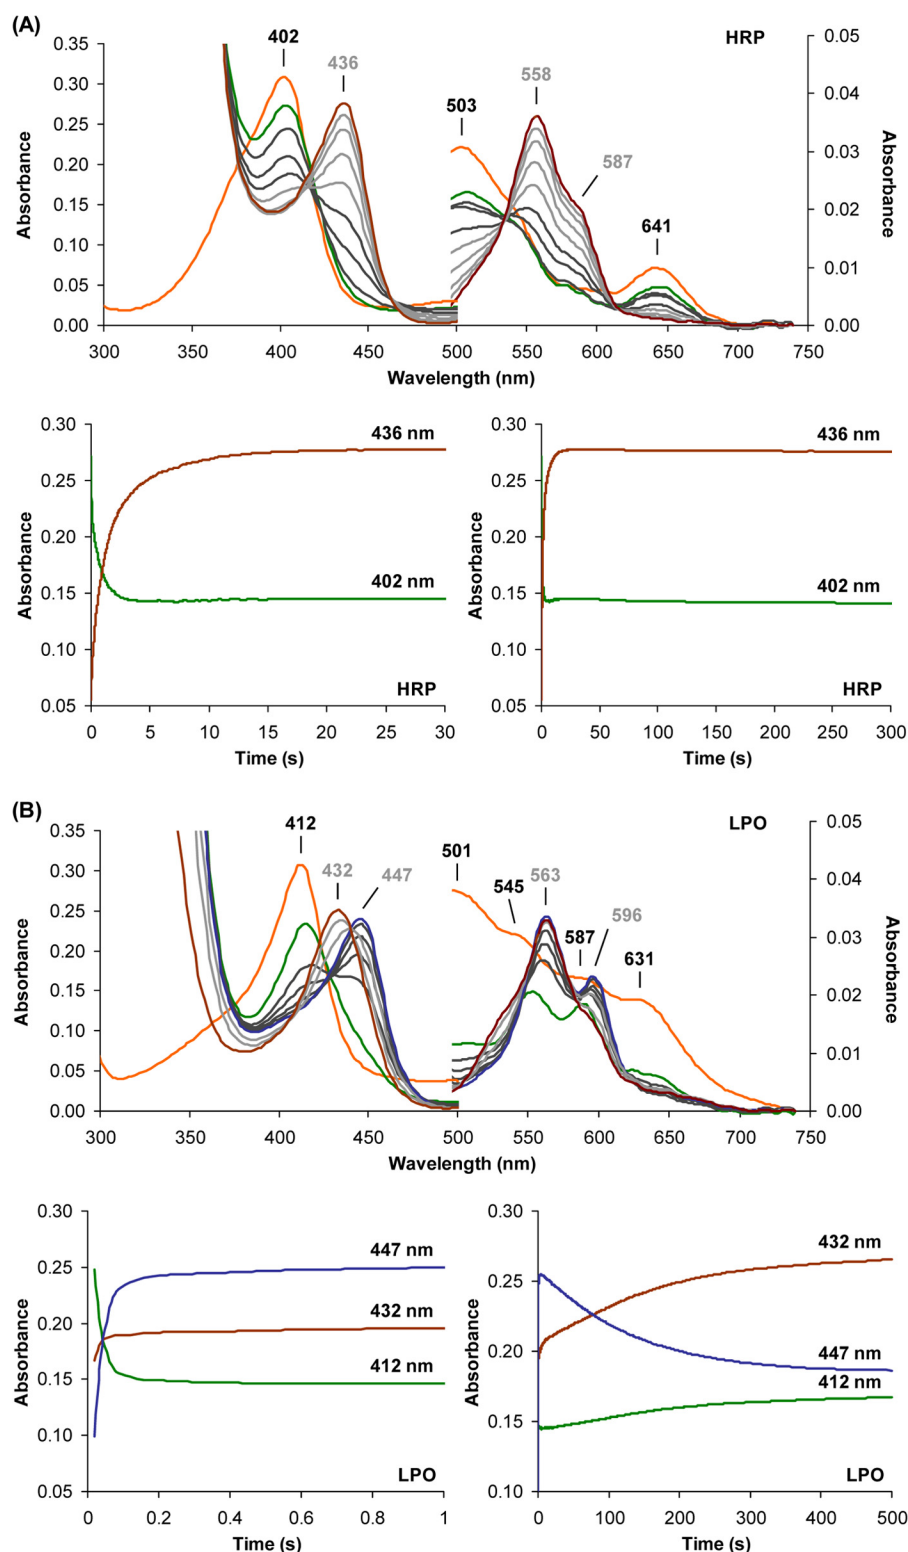 (A)
HRP
402
436
503
558
587
641
0.35
0.30
0.25
0.20
0.15
0.10
0.05
0.00
Absorbance
0.05
0.04
0.03
0.02
0.01
0.00
Absorbance
300 350 400 450 500 550 600 650 700 750
Wavelength (nm)
0.30
0.25
0.20
0.15
0.10
0.05
Absorbance
436 nm
402 nm
HRP
0 5 10 15 20 25 30
Time (s)
0.30
0.25
0.20
0.15
0.10
0.05
Absorbance
436 nm
402 nm
HRP
0 50 100 150 200 250 300
Time (s)
(B)
LPO
412
432
447
501
545
563
587
596
631
0.35
0.30
0.25
0.20
0.15
0.10
0.05
0.00
Absorbance
0.05
0.04
0.03
0.02
0.01
0.00
Absorbance
300 350 400 450 500 550 600 650 700 750
Wavelength (nm)
0.30
0.25
0.20
0.15
0.10
0.05
Absorbance
447 nm
432 nm
412 nm
LPO
0 0.2 0.4 0.6 0.8 1
Time (s)
0.30
0.25
0.20
0.15
0.10
Absorbance
432 nm
447 nm
412 nm
LPO
0 100 200 300 400 500
Time (s)